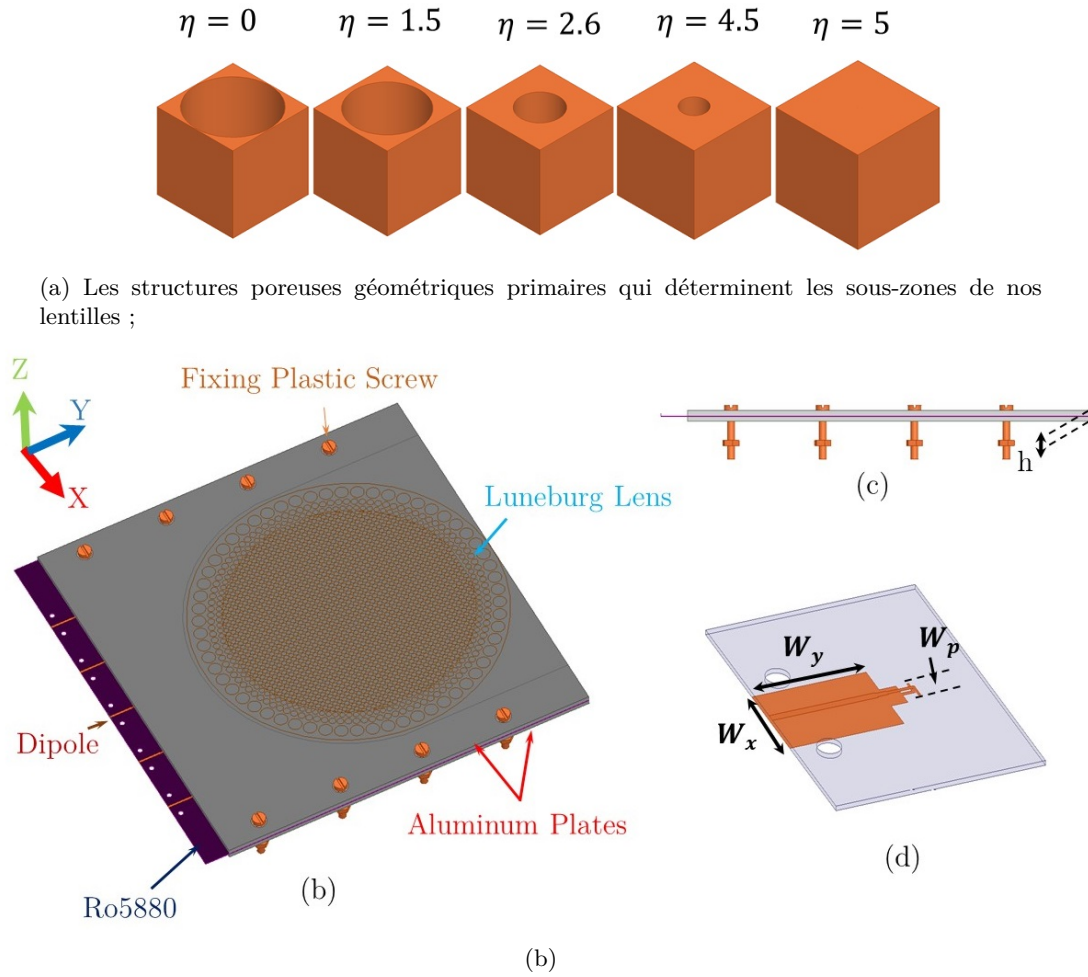 η = 0 η = 1.5 η = 2.6 η = 4.5 η = 5
(a) Les structures poreuses géométriques primaires qui déterminent les sous-zones de nos
lentilles ;
Z
Y
X
Fixing Plastic Screw
Luneburg Lens
Dipole
Aluminum Plates
Ro5880
(b)
h
(c)
W_y
W_p
W_x
(d)
(b)